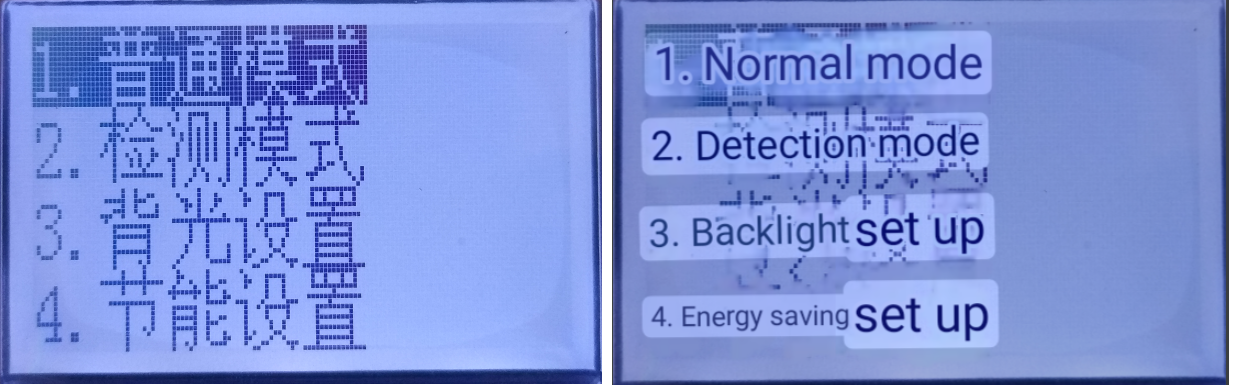 1.普通模式
2.检测模式
3.背光设置
4.节能设置
1. Normal mode
2. Detection mode
3. Backlight set up
4. Energy saving set up